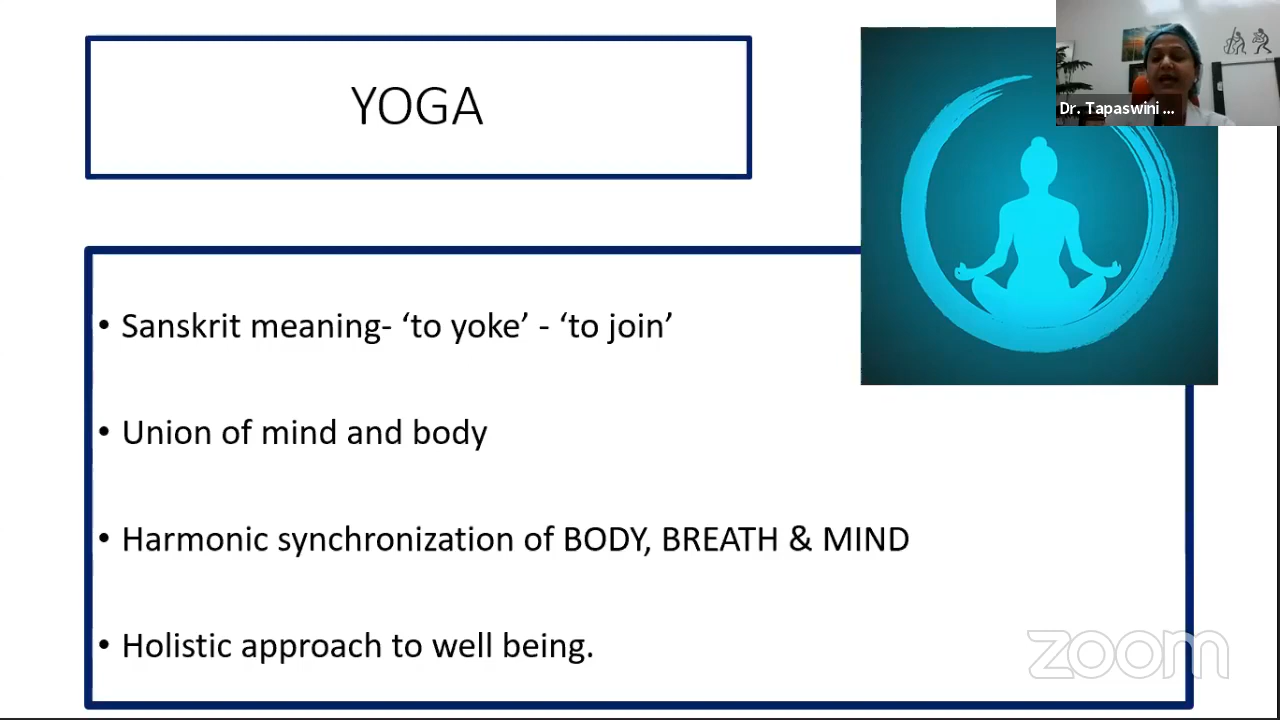 YOGA
Dr. Tapaswini ...
• Sanskrit meaning- ‘to yoke’ - ‘to join’
• Union of mind and body
• Harmonic synchronization of BODY, BREATH & MIND
• Holistic approach to well being.
zoom